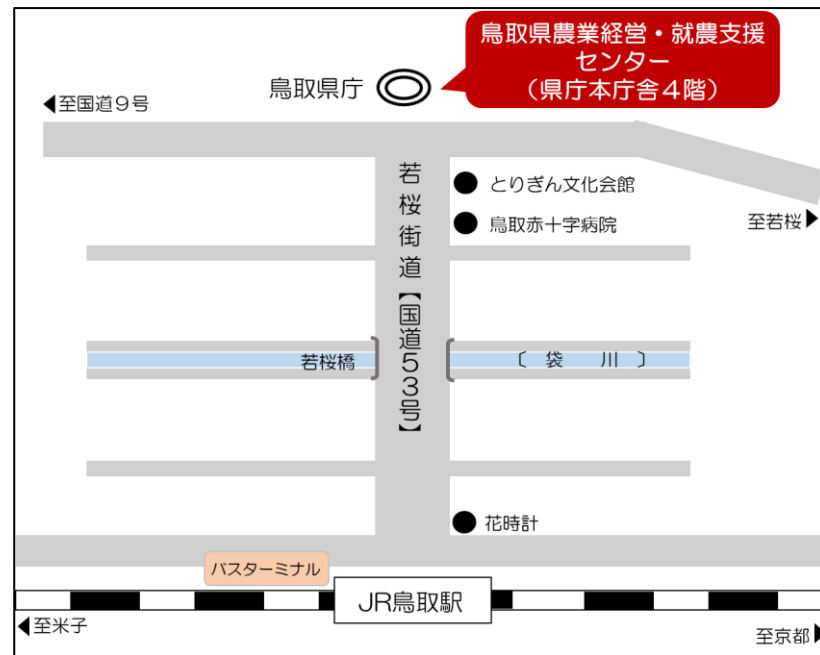 鳥取県農業経営・就農支援
センター
（県庁本庁舎４階）
鳥取県庁
◀至国道９号
若桜街道【国道５３号】
とりぎん文化会館
鳥取赤十字病院
至若桜▶
若桜橋
〔　袋　川　〕
花時計
バスターミナル
JR鳥取駅
◀至米子
至京都▶